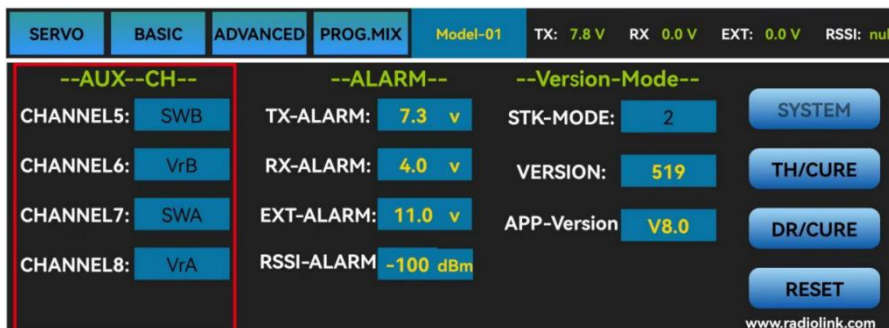 SERVO BASIC ADVANCED PROG.MIX Model-01 TX: 7.8 V RX 0.0 V EXT: 0.0 V RSSI: nul
--AUX--CH--
CHANNEL5: SWB
CHANNEL6: VrB
CHANNEL7: SWA
CHANNEL8: VrA
--ALARM--
TX-ALARM: 7.3 v
RX-ALARM: 4.0 v
EXT-ALARM: 11.0 v
RSSI-ALARM -100 dBm
--Version-Mode--
STK-MODE: 2
VERSION: 519
APP-Version V8.0
SYSTEM
TH/CURE
DR/CURE
RESET
www.radiolink.com